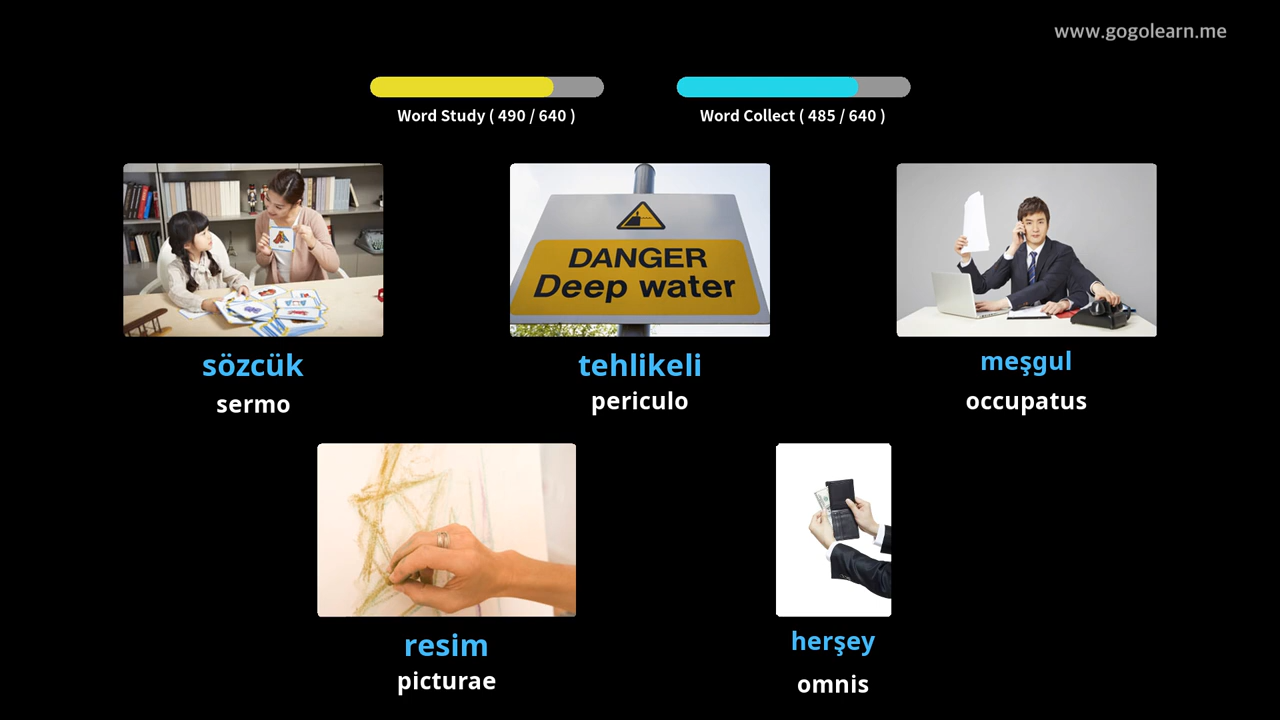 www.gogolearn.me
Word Study ( 490 / 640 )
Word Collect ( 485 / 640 )
DANGER
Deep water
sözcük
sermo
tehlikeli
periculo
meşgul
occupatus
resim
picturae
herşey
omnis